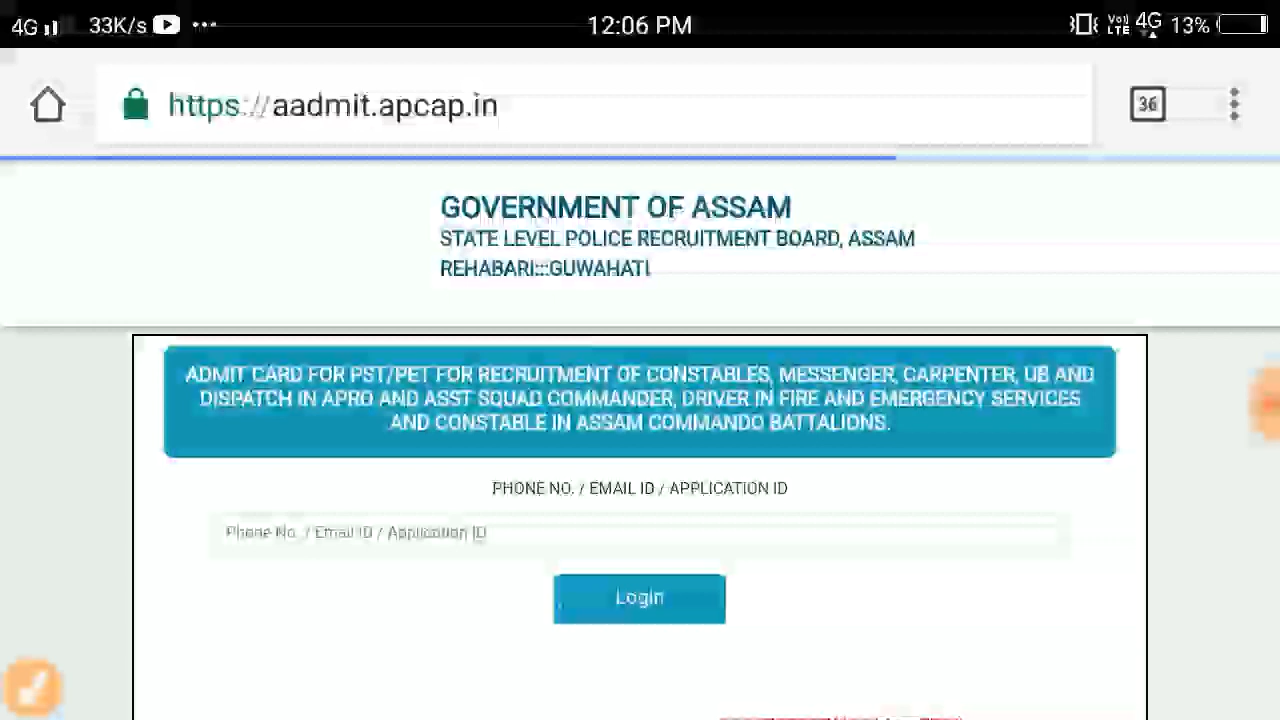 4G 33K/s 12:06 PM VoLTE 4G 13%
https://aadmit.apcap.in 36
GOVERNMENT OF ASSAM
STATE LEVEL POLICE RECRUITMENT BOARD, ASSAM
REHABARI:::GUWAHATI.
ADMIT CARD FOR PST/PET FOR RECRUITMENT OF CONSTABLES, MESSENGER, CARPENTER, UB AND
DISPATCH IN APRO AND ASST SQUAD COMMANDER, DRIVER IN FIRE AND EMERGENCY SERVICES
AND CONSTABLE IN ASSAM COMMANDO BATTALIONS.
PHONE NO. / EMAIL ID / APPLICATION ID
Phone No. / Email ID / Application ID
Login